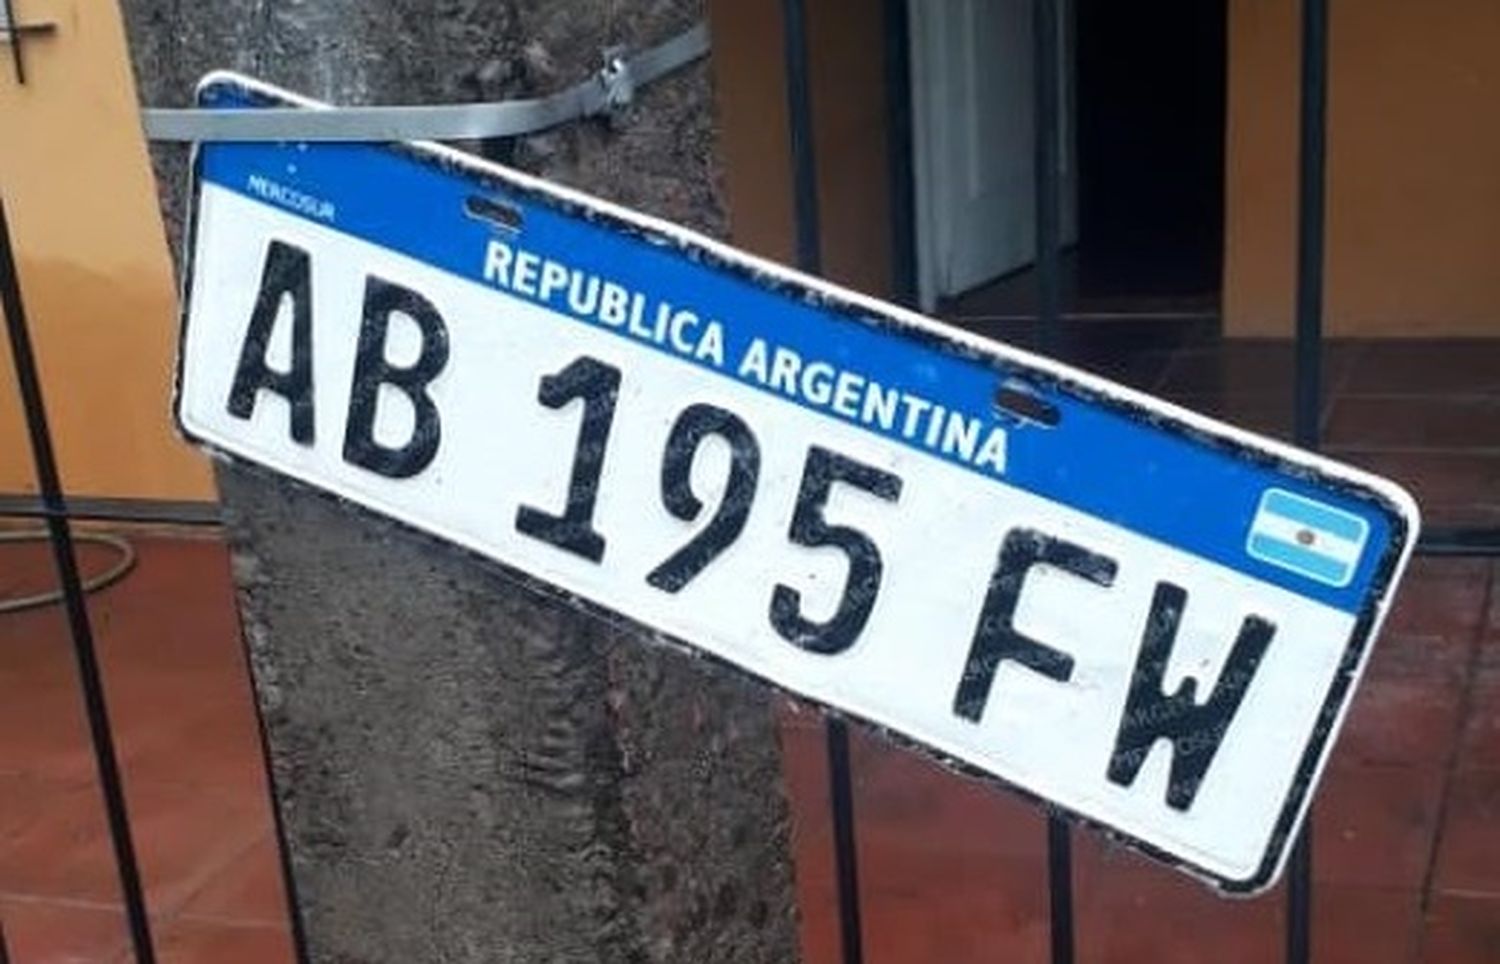 MERCOSUR
REPUBLICA ARGENTINA
AB 195 FW